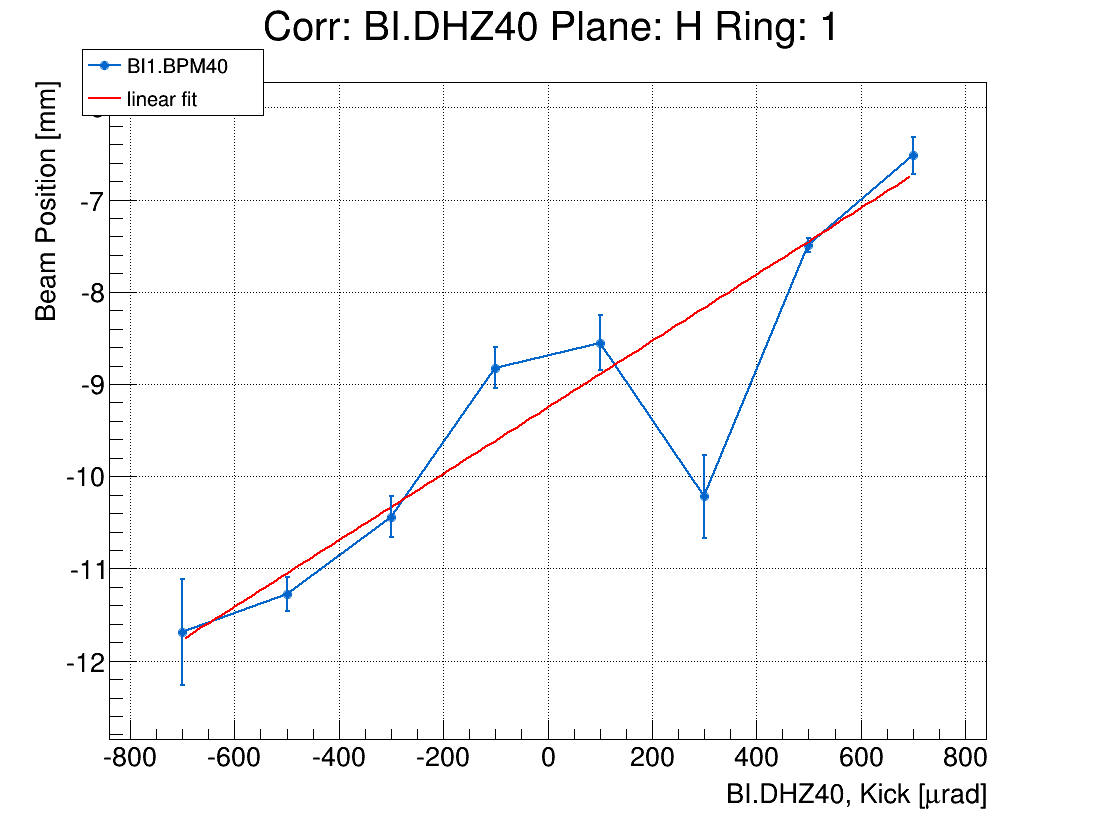 Corr: BI.DHZ40 Plane: H Ring: 1
BI1.BPM40
linear fit
Beam Position [mm]
-7
-8
-9
-10
-11
-12
-800 -600 -400 -200 0 200 400 600 800
BI.DHZ40, Kick [μrad]